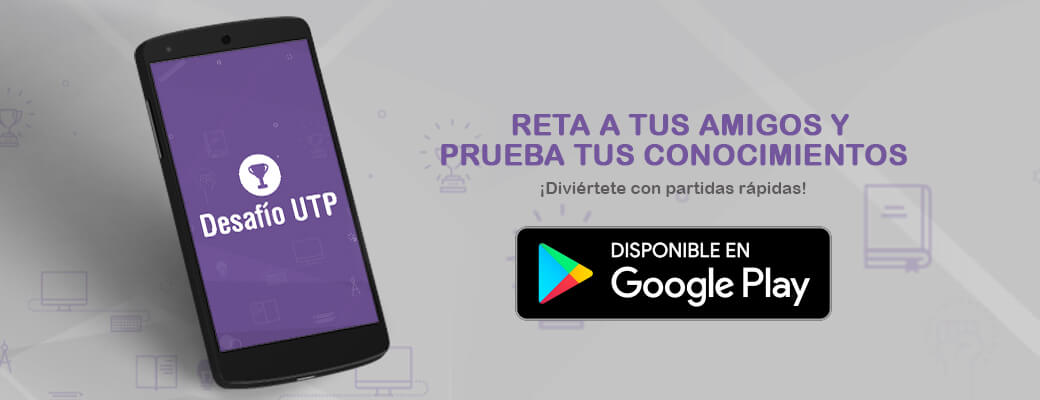 Desafío UTP
RETA A TUS AMIGOS Y
PRUEBA TUS CONOCIMIENTOS
¡Diviértete con partidas rápidas!
DISPONIBLE EN
Google Play